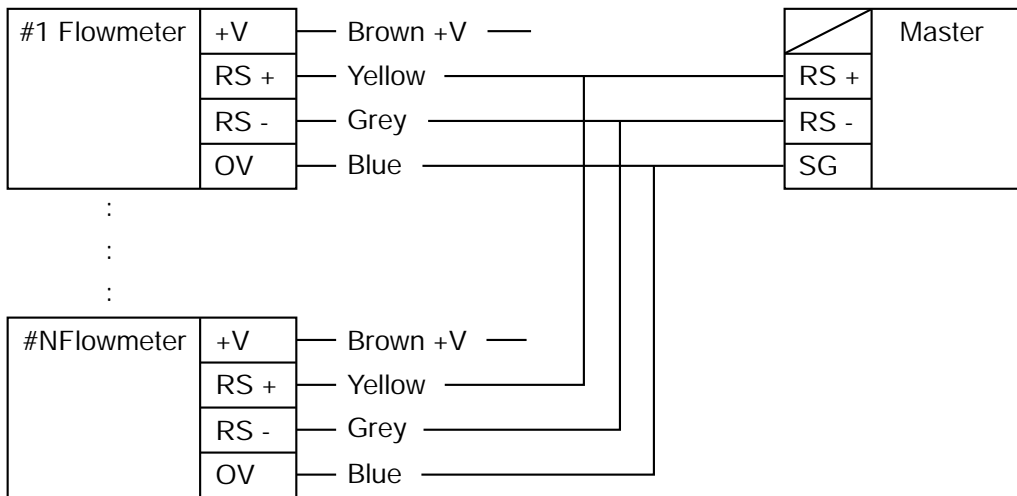 #1 Flowmeter +V Brown +V Master
RS + Yellow RS +
RS - Grey RS -
OV Blue SG
:
:
:
#NFlowmeter +V Brown +V
RS + Yellow
RS - Grey
OV Blue